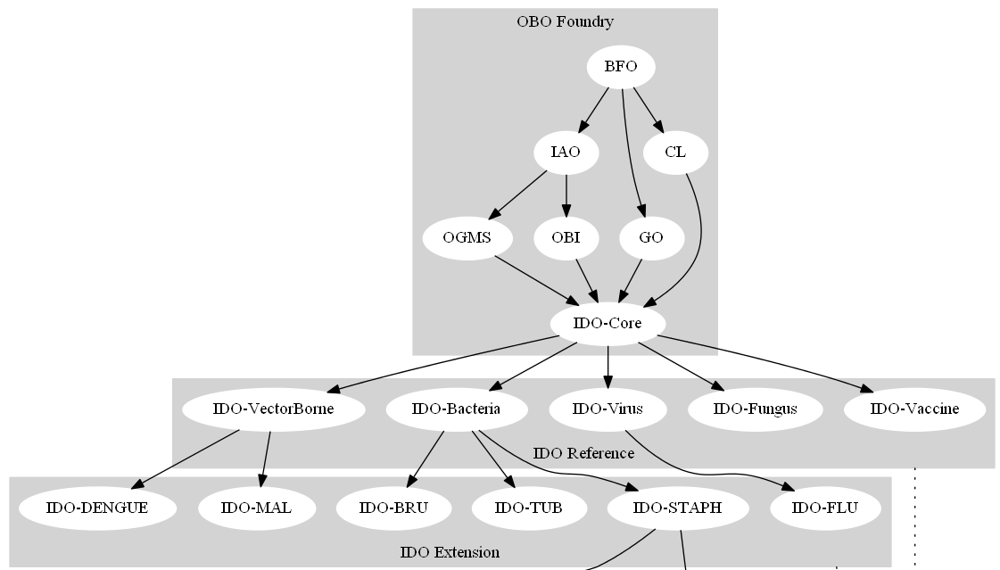 OBO Foundry
BFO
IAO
CL
OGMS
OBI
GO
IDO-Core
IDO-VectorBorne
IDO-Bacteria
IDO-Virus
IDO-Fungus
IDO-Vaccine
IDO Reference
IDO-DENGUE
IDO-MAL
IDO-BRU
IDO-TUB
IDO-STAPH
IDO-FLU
IDO Extension